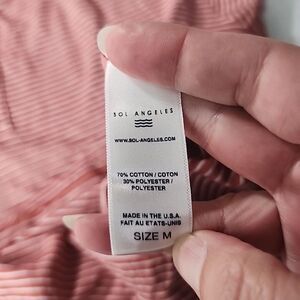 SOL ANGELES
WWW.SOL-ANGELES.COM
70% COTTON / COTON
30% POLYESTER /
POLYESTER
MADE IN THE U.S.A.
FAIT AU ETATS-UNIS
SIZE M